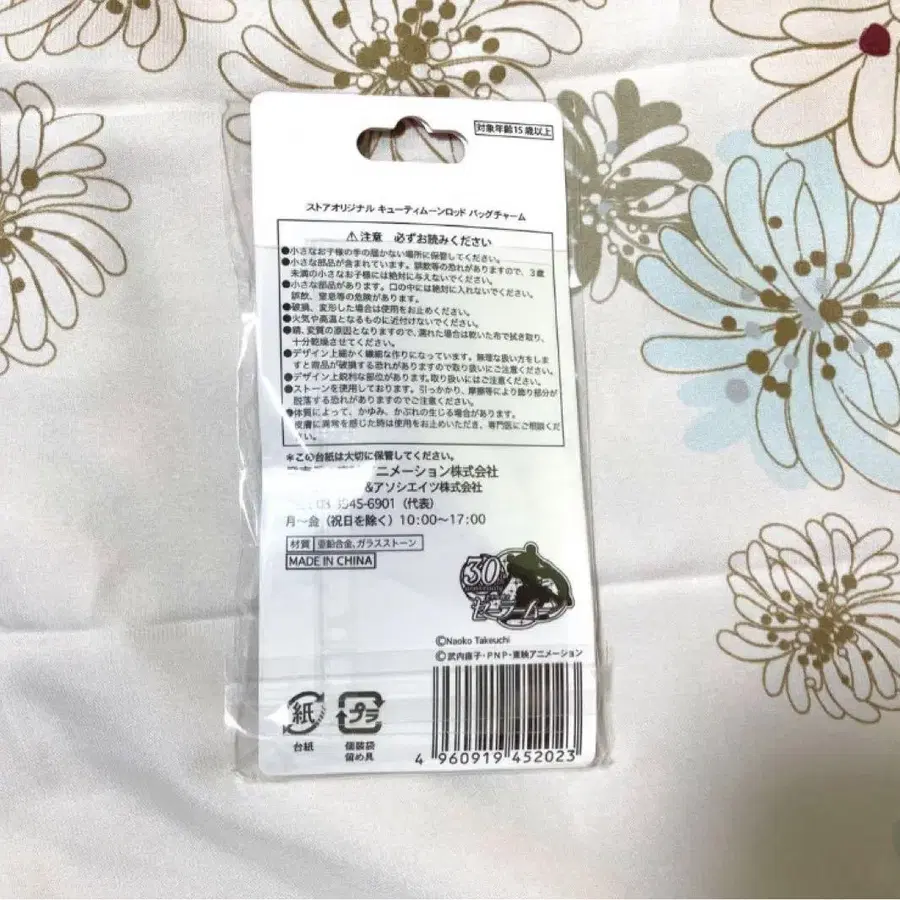 対象年齢15歳以上
ストアオリジナル キューティムーンロッド バッグチャーム
⚠注意 必ずお読みください
●小さなお子様の手の届かない場所に保管してください。
●小さな部品が含まれています。誤飲等の恐れがありますので、3歳
未満の小さなお子様には絶対に与えないでください。
●小さな部品があります。口の中には絶対に入れないでください。
誤飲、窒息等の危険があります。
●破損、変形した場合は使用をお止めください。
●火気や高温となるものに近付けないでください。
●錆、変質の原因となりますので、濡れた場合は乾いた布で拭き取り、
十分乾燥させてください。
●デザイン上細かく繊細な作りになっています。無理な扱い方をしま
すと商品が破損する恐れがありますので取り扱いにご注意ください。
●デザイン上鋭利な部位があります。取り扱いにはご注意ください。
●ストーンを使用しております。引っかかり、摩擦等により飾り部分が
脱落する恐れがありますのでご注意ください。
●体質によって、かゆみ、かぶれの生じる場合があります。
皮膚に異常を感じた時は使用をお止めいただき、専門医にご相談くだ
さい。
＊この台紙は大切に保管してください。
アニメーション株式会社
&アソシエイツ株式会社
5945-6901（代表）
月～金（祝日を除く）10:00～17:00
材質 亜鉛合金、ガラスストーン
MADE IN CHINA
30th
anniversary
セーラームーン
©Naoko Takeuchi
©武内直子・PNP・東映アニメーション
紙
台紙
プラ
個装袋
留め具
4 960919 452023